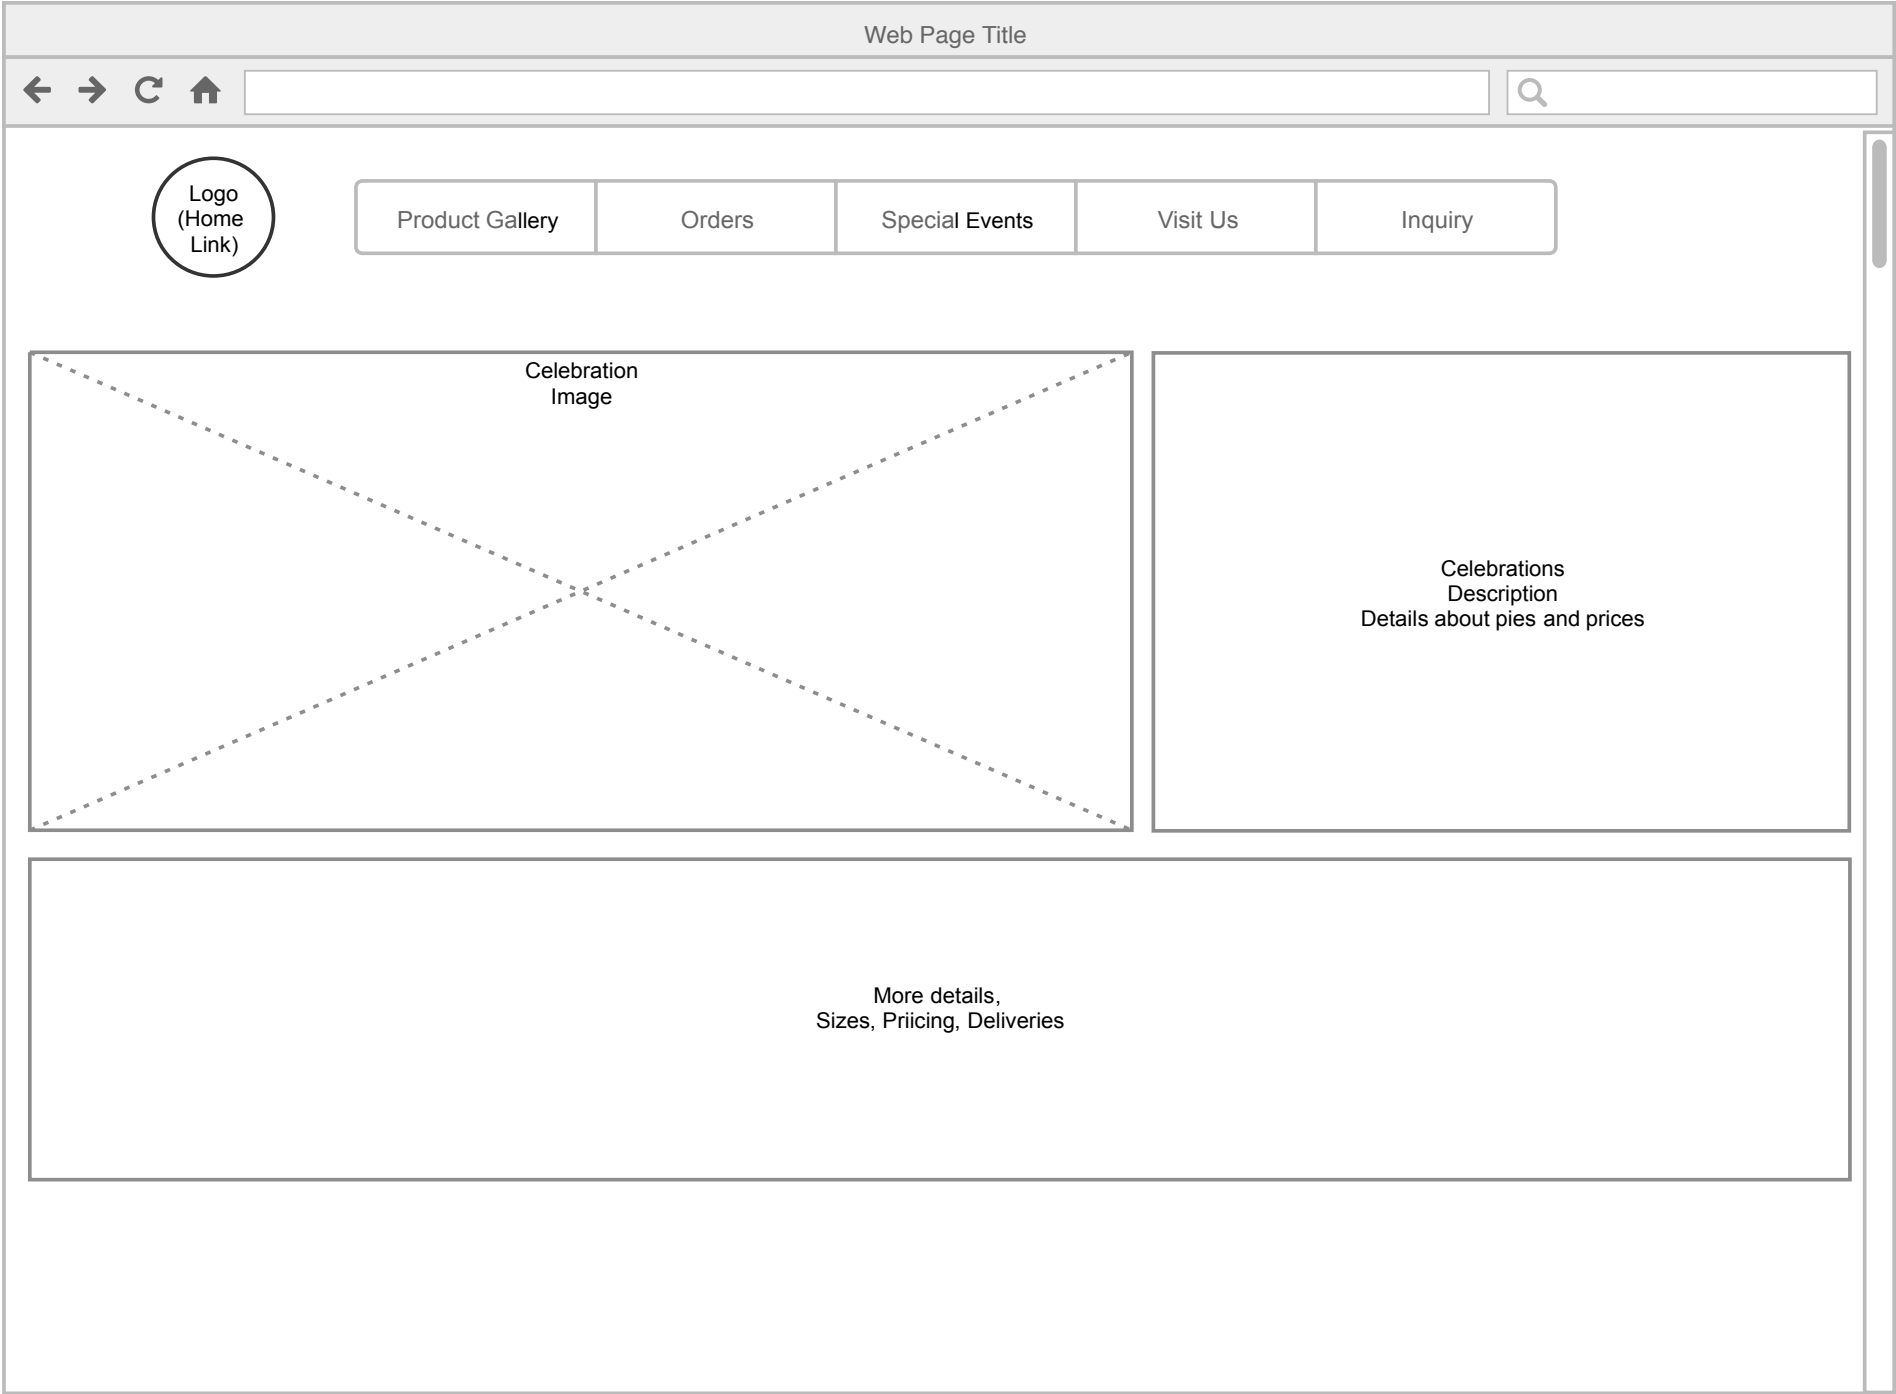 Web Page Title
Logo
(Home
Link)
Product Gallery
Orders
Special Events
Visit Us
Inquiry
Celebration
Image
Celebrations
Description
Details about pies and prices
More details,
Sizes, Priicing, Deliveries